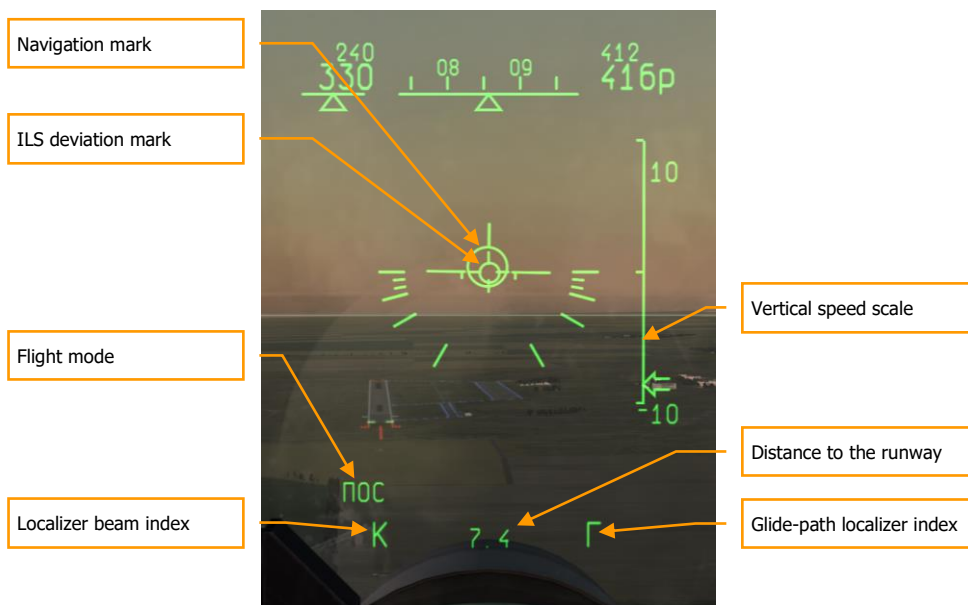 Navigation mark
240
330
08 09
412
416р
ILS deviation mark
10
Vertical speed scale
Flight mode
-10
Distance to the runway
ПОС
Localizer beam index
К
7.4
Г
Glide-path localizer index